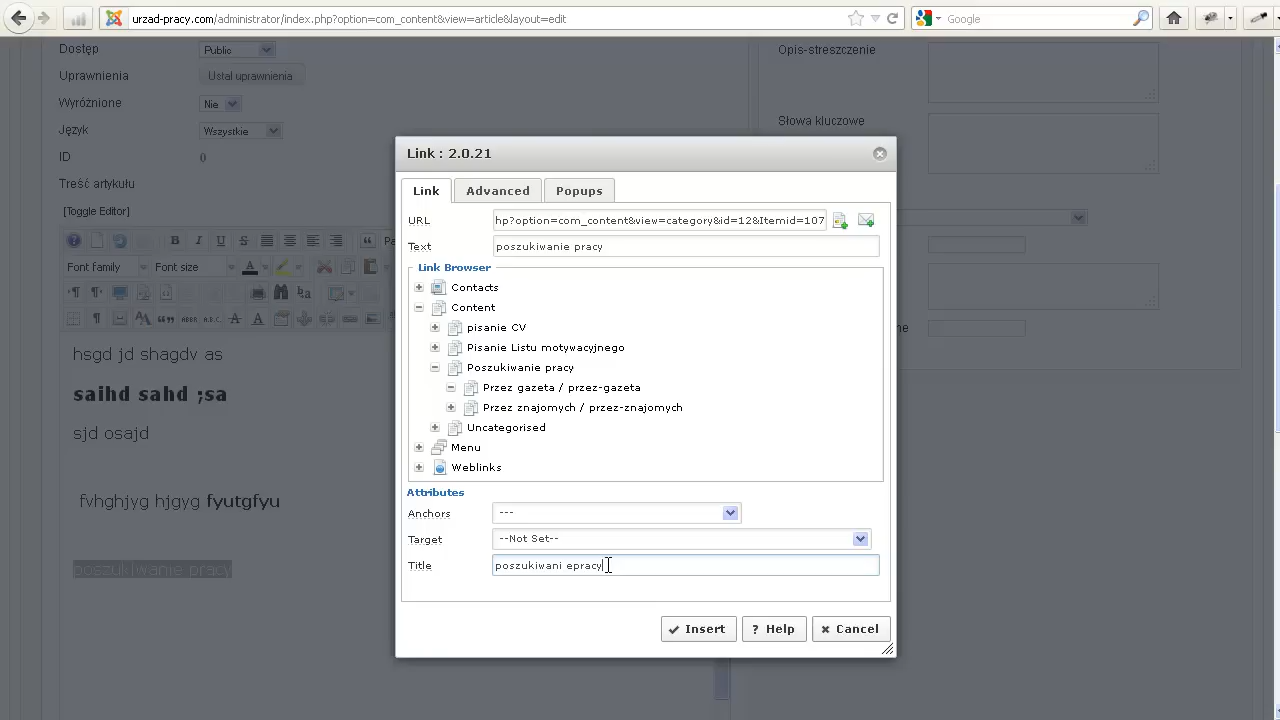 urzad-pracy.com ministrator/index.php?option=com_content&view=article&layout=edit
Google
Dostęp Public
Uprawnienia Ustal uprawnienia
Wyróżnione Nie
Język Wszystkie
ID 0
Treść artykułu
[Toggle Editor]
Font family Font size
hsgd jd shagdv as
saihd sahd ;sa
sjd osajd
fvhghjyg hjgyg fyutgfyu
poszukiwanie pracy
Opis-streszczenie
Słowa kluczowe
Link : 2.0.21
Link Advanced Popups
URL hp?option=com_content&view=category&id=12&Itemid=107
Text poszukiwanie pracy
Link Browser
Contacts
Content
pisanie CV
Pisanie Listu motywacyjnego
Poszukiwanie pracy
Przez gazeta / przez-gazeta
Przez znajomych / przez-znajomych
Uncategorised
Menu
Weblinks
Attributes
Anchors ---
Target --Not Set--
Title poszukiwani epracy
Insert ? Help Cancel